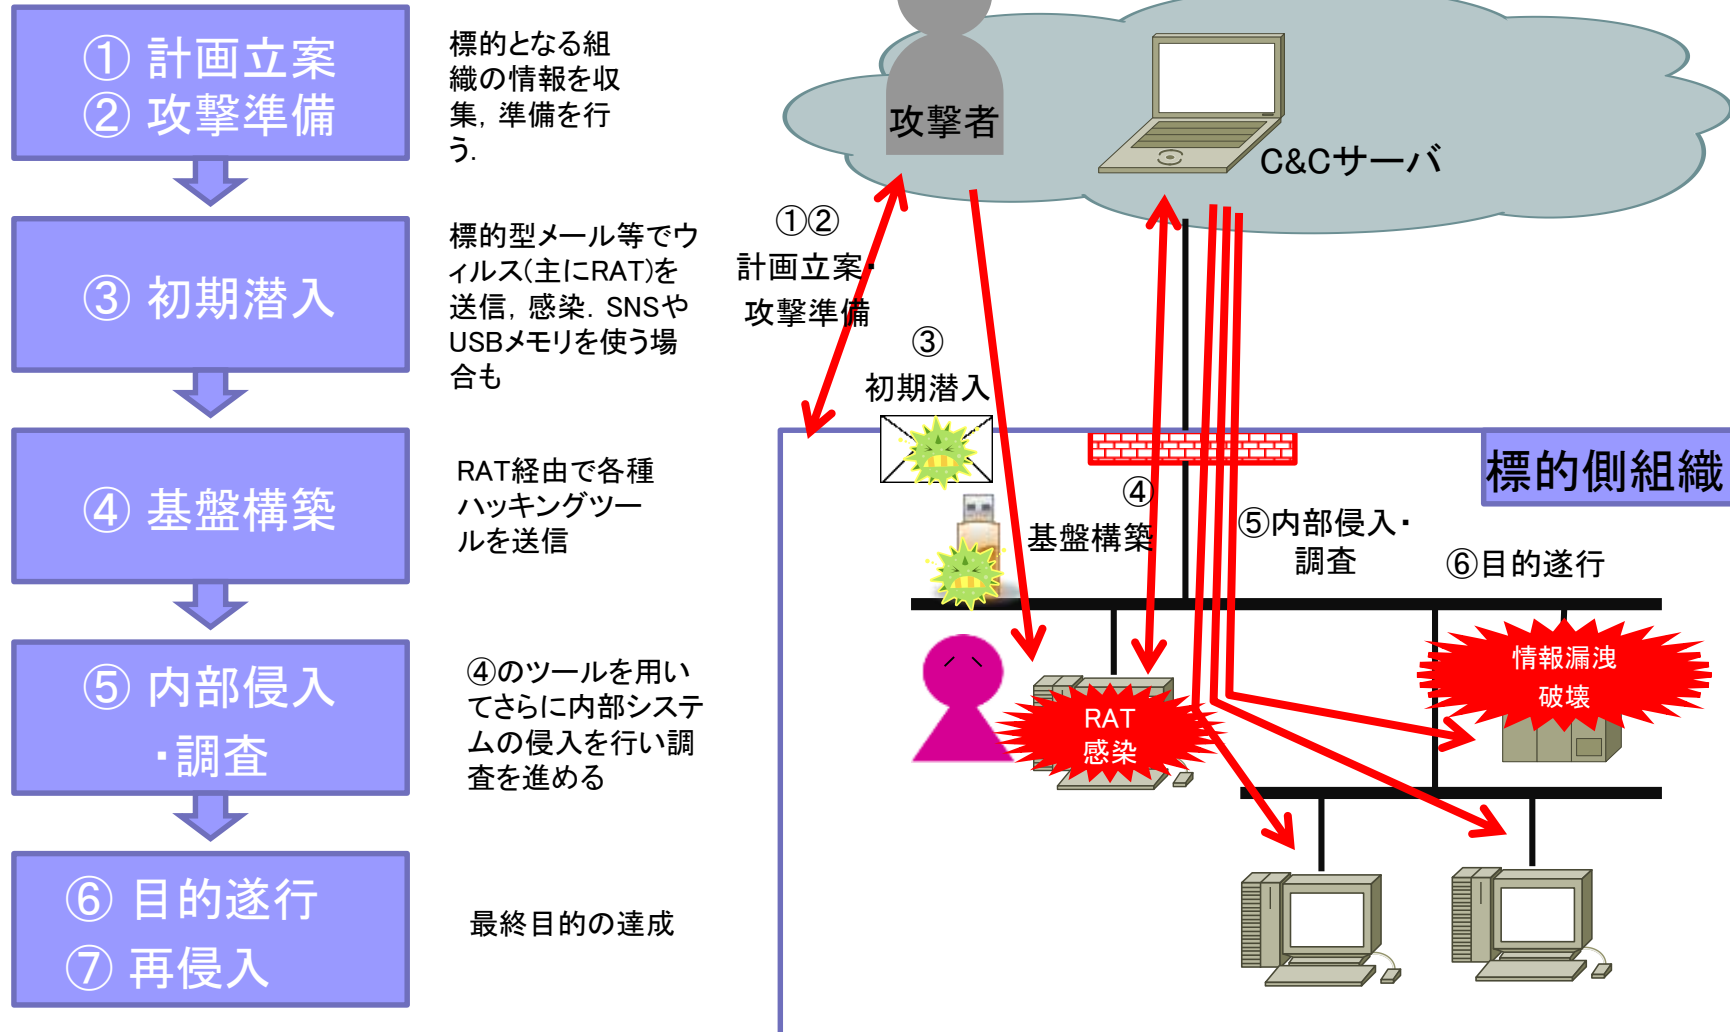 ① 計画立案
② 攻撃準備
標的となる組
織の情報を収
集，準備を行
う．
③ 初期潜入
標的型メール等でウ
ィルス(主にRAT)を
送信，感染．SNSや
USBメモリを使う場
合も
④ 基盤構築
RAT経由で各種
ハッキングツー
ルを送信
⑤ 内部侵入
・調査
④のツールを用い
てさらに内部システ
ムの侵入を行い調
査を進める
⑥ 目的遂行
⑦ 再侵入
最終目的の達成
攻撃者
C&Cサーバ
①②
計画立案・
攻撃準備
③
初期潜入
標的側組織
④
基盤構築
⑤内部侵入・
調査
⑥目的遂行
情報漏洩
破壊
RAT
感染